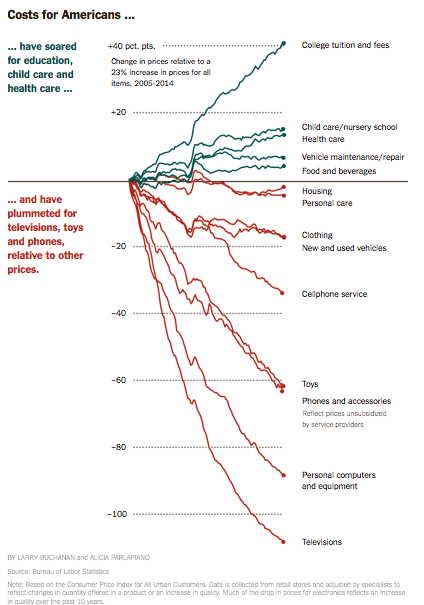 Costs for Americans ...
... have soared
for education,
child care and
health care ...
+40 pct. pts.
Change in prices relative to a
23% increase in prices for all
items, 2005-2014
+20
−20
−40
−60
−80
−100
... and have
plummeted for
televisions, toys
and phones,
relative to other
prices.
College tuition and fees
Child care/nursery school
Health care
Vehicle maintenance/repair
Food and beverages
Housing
Personal care
Clothing
New and used vehicles
Cellphone service
Toys
Phones and accessories
Reflect prices unsubsidized
by service providers
Personal computers
and equipment
Televisions
BY LARRY BUCHANAN and ALICIA PARLAPIANO
Source: Bureau of Labor Statistics
Note: Based on the Consumer Price Index for All Urban Customers. Data is collected from retail stores and adjusted by specialists to
reflect changes in quantity offered in a product or an increase in quality. Much of the drop in prices for electronics reflects an increase
in quality over the past 10 years.